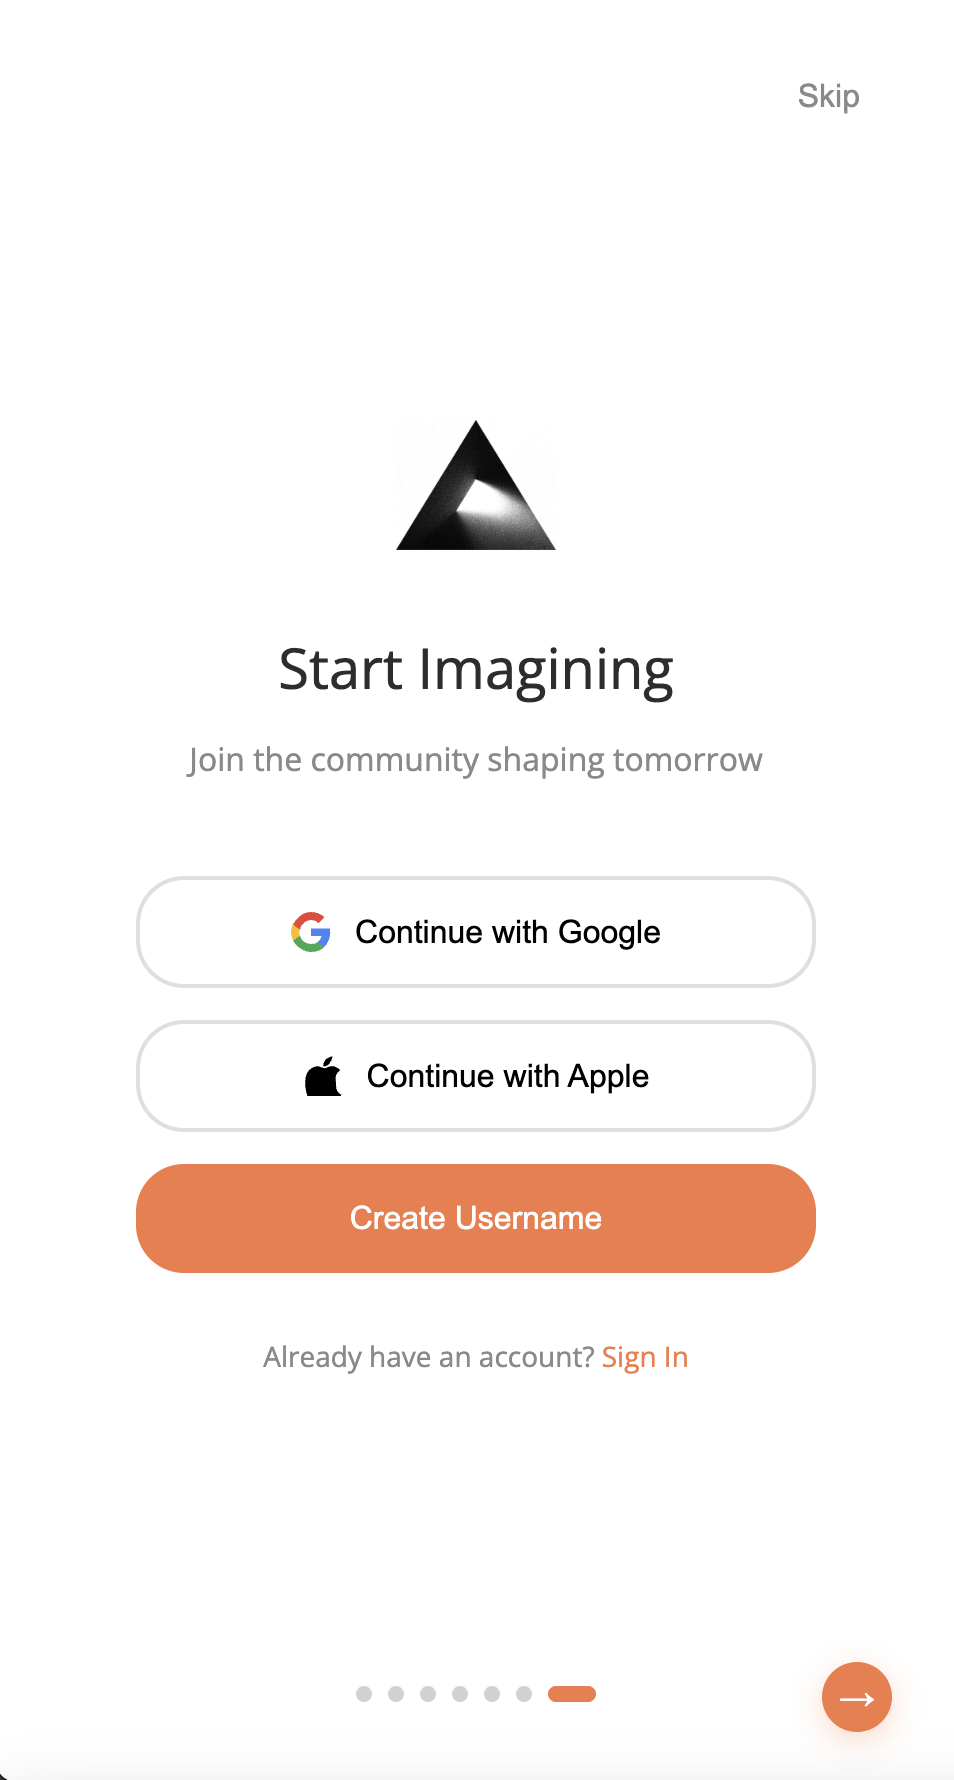 Skip
Start Imagining
Join the community shaping tomorrow
Continue with Google
Continue with Apple
Create Username
Already have an account? Sign In